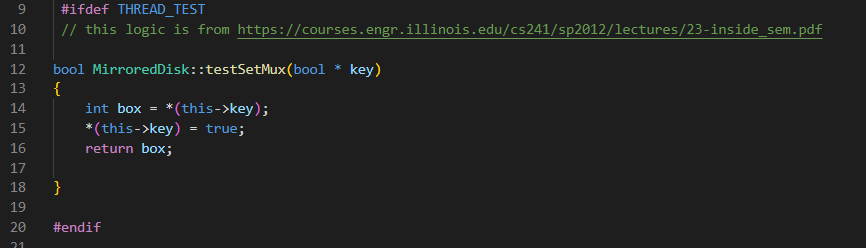 9 #ifdef THREAD_TEST
10 // this logic is from https://courses.engr.illinois.edu/cs241/sp2012/lectures/23-inside_sem.pdf
11
12 bool MirroredDisk::testSetMux(bool * key)
13 {
14 int box = *(this->key);
15 *(this->key) = true;
16 return box;
17
18 }
19
20 #endif
21